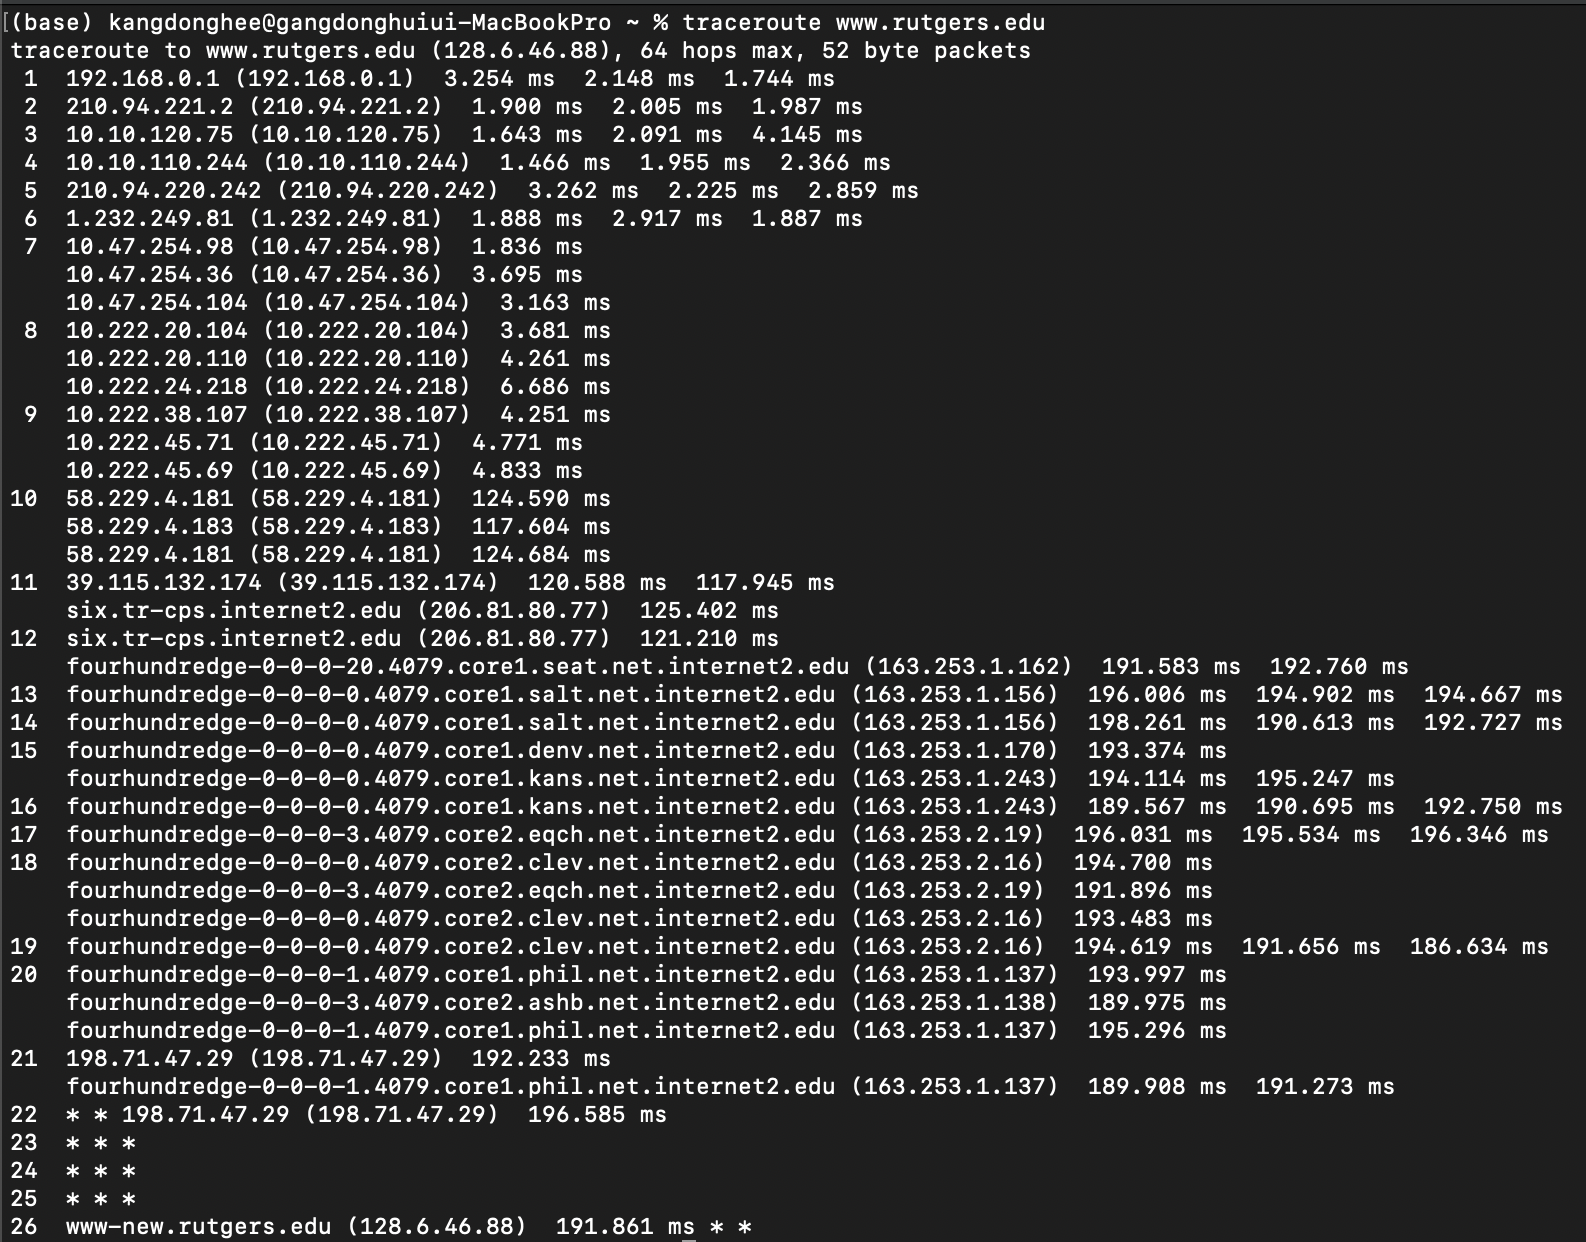 [(base) kangdonghee@gangdonghuiui-MacBookPro ~ % traceroute www.rutgers.edu
traceroute to www.rutgers.edu (128.6.46.88), 64 hops max, 52 byte packets
 1  192.168.0.1 (192.168.0.1)  3.254 ms  2.148 ms  1.744 ms
 2  210.94.221.2 (210.94.221.2)  1.900 ms  2.005 ms  1.987 ms
 3  10.10.120.75 (10.10.120.75)  1.643 ms  2.091 ms  4.145 ms
 4  10.10.110.244 (10.10.110.244)  1.466 ms  1.955 ms  2.366 ms
 5  210.94.220.242 (210.94.220.242)  3.262 ms  2.225 ms  2.859 ms
 6  1.232.249.81 (1.232.249.81)  1.888 ms  2.917 ms  1.887 ms
 7  10.47.254.98 (10.47.254.98)  1.836 ms
    10.47.254.36 (10.47.254.36)  3.695 ms
    10.47.254.104 (10.47.254.104)  3.163 ms
 8  10.222.20.104 (10.222.20.104)  3.681 ms
    10.222.20.110 (10.222.20.110)  4.261 ms
    10.222.24.218 (10.222.24.218)  6.686 ms
 9  10.222.38.107 (10.222.38.107)  4.251 ms
    10.222.45.71 (10.222.45.71)  4.771 ms
    10.222.45.69 (10.222.45.69)  4.833 ms
10  58.229.4.181 (58.229.4.181)  124.590 ms
    58.229.4.183 (58.229.4.183)  117.604 ms
    58.229.4.181 (58.229.4.181)  124.684 ms
11  39.115.132.174 (39.115.132.174)  120.588 ms  117.945 ms
    six.tr-cps.internet2.edu (206.81.80.77)  125.402 ms
12  six.tr-cps.internet2.edu (206.81.80.77)  121.210 ms
    fourhundredge-0-0-0-20.4079.core1.seat.net.internet2.edu (163.253.1.162)  191.583 ms  192.760 ms
13  fourhundredge-0-0-0-0.4079.core1.salt.net.internet2.edu (163.253.1.156)  196.006 ms  194.902 ms  194.667 ms
14  fourhundredge-0-0-0-0.4079.core1.salt.net.internet2.edu (163.253.1.156)  198.261 ms  190.613 ms  192.727 ms
15  fourhundredge-0-0-0-0.4079.core1.denv.net.internet2.edu (163.253.1.170)  193.374 ms
    fourhundredge-0-0-0-0.4079.core1.kans.net.internet2.edu (163.253.1.243)  194.114 ms  195.247 ms
16  fourhundredge-0-0-0-0.4079.core1.kans.net.internet2.edu (163.253.1.243)  189.567 ms  190.695 ms  192.750 ms
17  fourhundredge-0-0-0-3.4079.core2.eqch.net.internet2.edu (163.253.2.19)  196.031 ms  195.534 ms  196.346 ms
18  fourhundredge-0-0-0-0.4079.core2.clev.net.internet2.edu (163.253.2.16)  194.700 ms
    fourhundredge-0-0-0-3.4079.core2.eqch.net.internet2.edu (163.253.2.19)  191.896 ms
    fourhundredge-0-0-0-0.4079.core2.clev.net.internet2.edu (163.253.2.16)  193.483 ms
19  fourhundredge-0-0-0-0.4079.core2.clev.net.internet2.edu (163.253.2.16)  194.619 ms  191.656 ms  186.634 ms
20  fourhundredge-0-0-0-1.4079.core1.phil.net.internet2.edu (163.253.1.137)  193.997 ms
    fourhundredge-0-0-0-3.4079.core2.ashb.net.internet2.edu (163.253.1.138)  189.975 ms
    fourhundredge-0-0-0-1.4079.core1.phil.net.internet2.edu (163.253.1.137)  195.296 ms
21  198.71.47.29 (198.71.47.29)  192.233 ms
    fourhundredge-0-0-0-1.4079.core1.phil.net.internet2.edu (163.253.1.137)  189.908 ms  191.273 ms
22  * * 198.71.47.29 (198.71.47.29)  196.585 ms
23  * * *
24  * * *
25  * * *
26  www-new.rutgers.edu (128.6.46.88)  191.861 ms * *